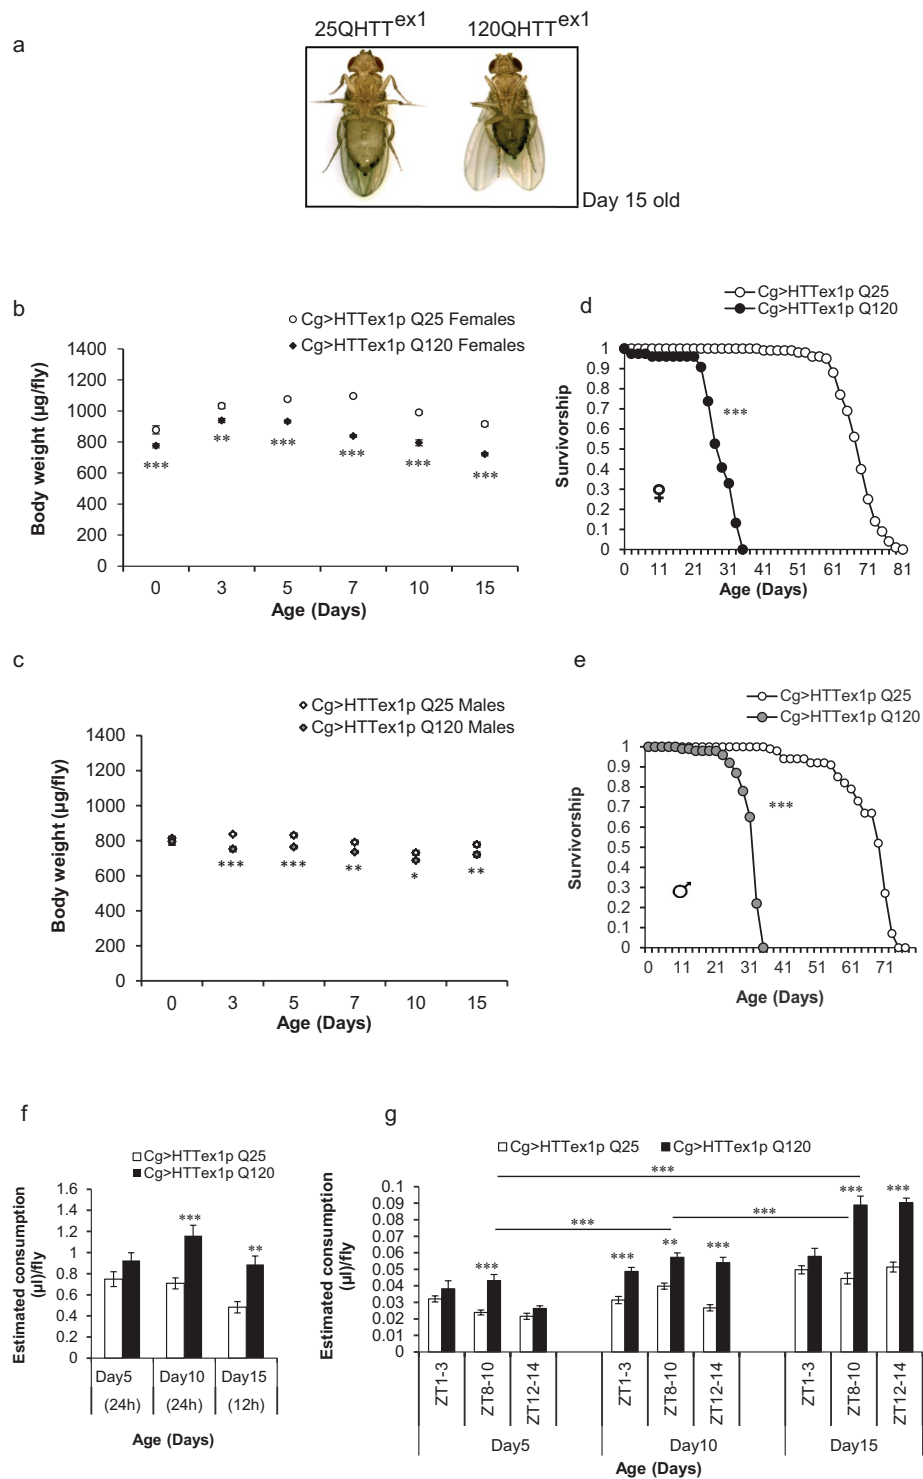 a
25QHTTex1
120QHTTex1
Day 15 old
b
Cg>HTTex1p Q25 Females
Cg>HTTex1p Q120 Females
1400
1200
1000
800
600
400
200
0
Body weight (µg/fly)
***
**
***
***
***
***
0 3 5 7 10 15
Age (Days)
d
Cg>HTTex1p Q25
Cg>HTTex1p Q120
1
0.9
0.8
0.7
0.6
0.5
0.4
0.3
0.2
0.1
0
Survivorship
***
♀
0 11 21 31 41 51 61 71 81
Age (Days)
c
Cg>HTTex1p Q25 Males
Cg>HTTex1p Q120 Males
1400
1200
1000
800
600
400
200
0
Body weight (µg/fly)
***
***
**
*
**
0 3 5 7 10 15
Age (Days)
e
Cg>HTTex1p Q25
Cg>HTTex1p Q120
1
0.9
0.8
0.7
0.6
0.5
0.4
0.3
0.2
0.1
0
Survivorship
***
♂
0 11 21 31 41 51 61 71
Age (Days)
f
Cg>HTTex1p Q25
Cg>HTTex1p Q120
1.6
1.4
1.2
1
0.8
0.6
0.4
0.2
0
Estimated consumption
(µl)/fly
***
**
Day5 Day10 Day15
(24h) (24h) (12h)
Age (Days)
g
Cg>HTTex1p Q25 Cg>HTTex1p Q120
0.1
0.09
0.08
0.07
0.06
0.05
0.04
0.03
0.02
0.01
0
Estimated consumption
(µl)/fly
***
*** ***
*** ***
*** ** ***
***
ZT1-3 ZT8-10 ZT12-14 ZT1-3 ZT8-10 ZT12-14 ZT1-3 ZT8-10 ZT12-14
Day5 Day10 Day15
Age (Days)